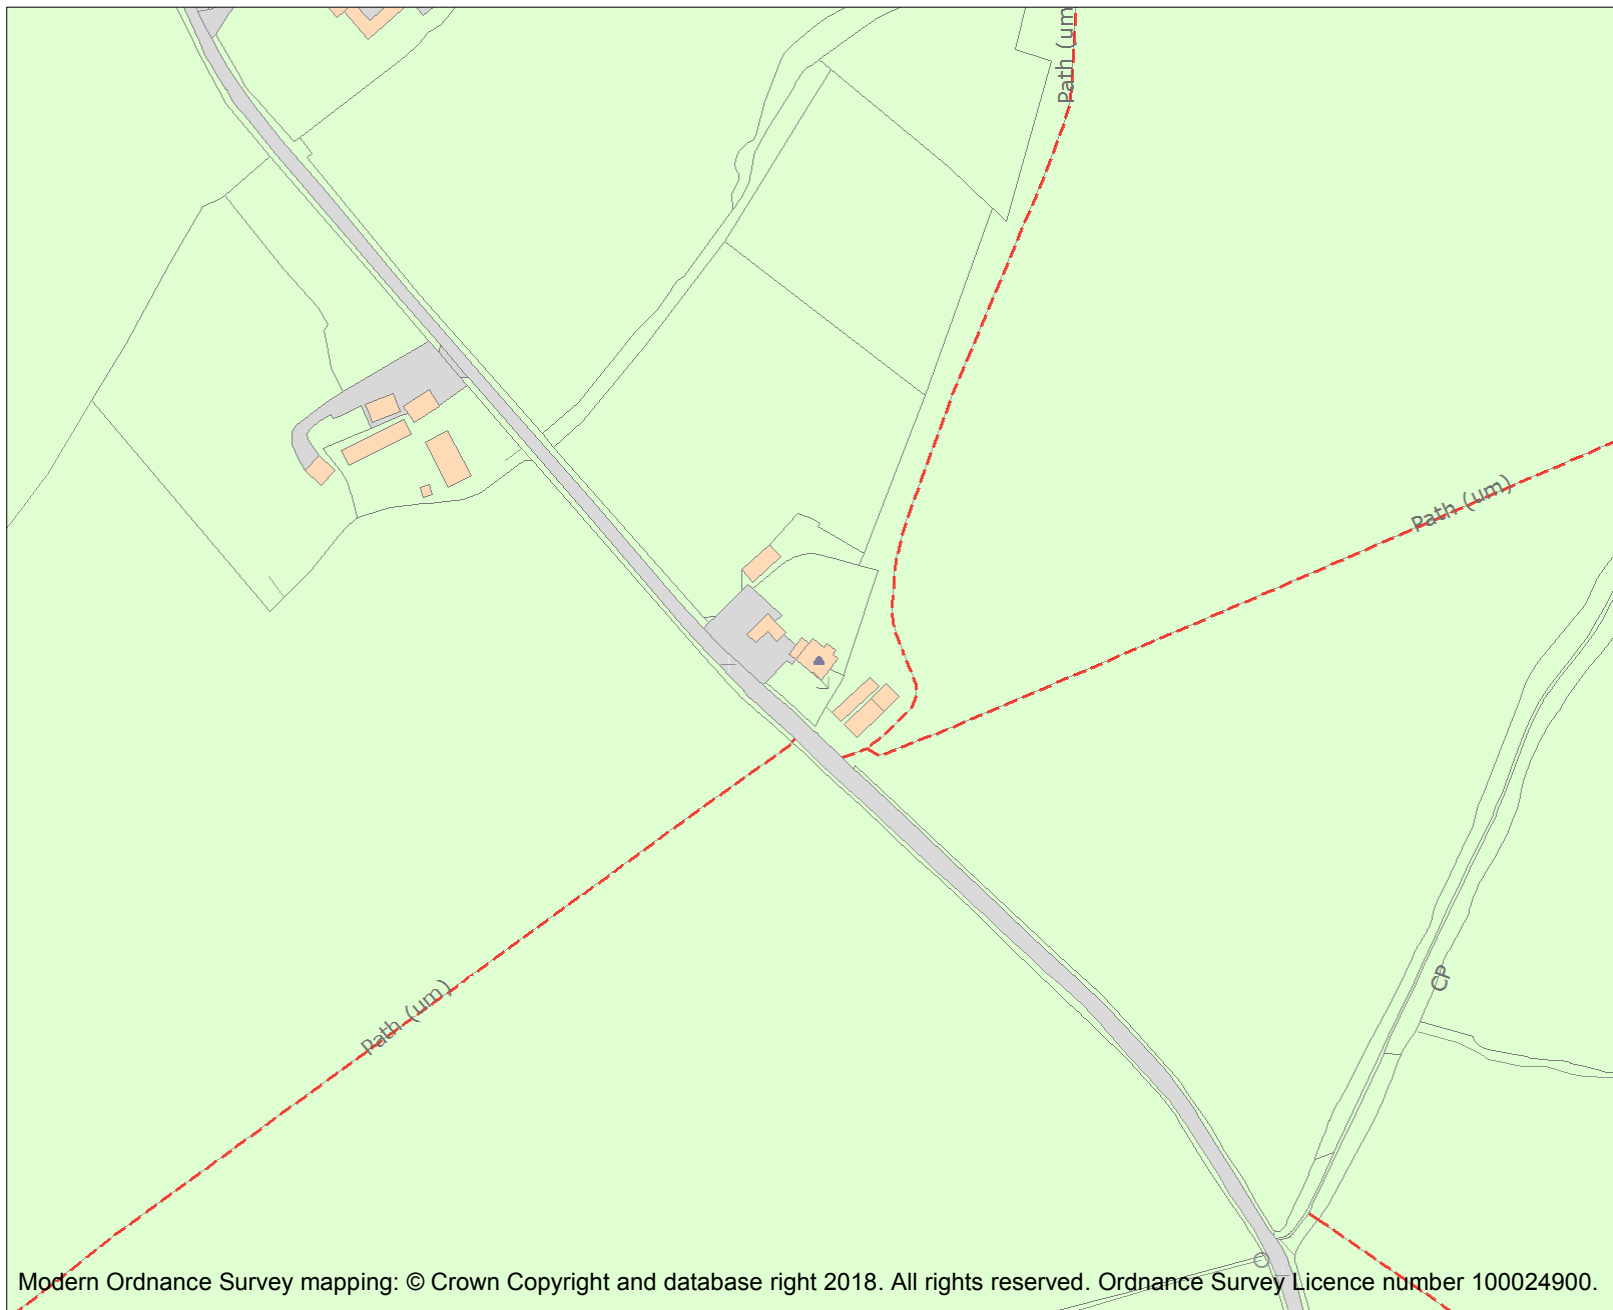 Path (um
Path (um)
Path (um)
CP
Modern Ordnance Survey mapping: © Crown Copyright and database right 2018. All rights reserved. Ordnance Survey Licence number 100024900.